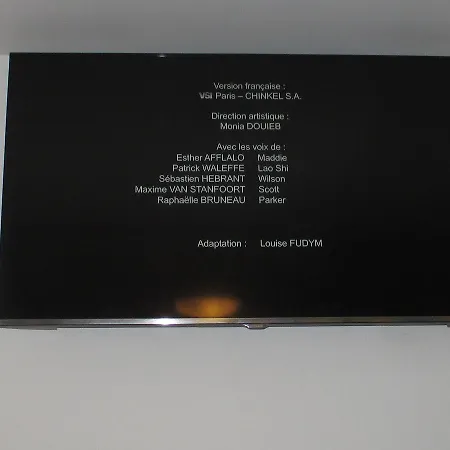 Version française :
VSI Paris – CHINKEL S.A.
Direction artistique :
Monia DOUIEB
Avec les voix de :
Esther AFFLALO Maddie
Patrick WALEFFE Lao Shi
Sébastien HEBRANT Wilson
Maxime VAN STANFOORT Scott
Raphaëlle BRUNEAU Parker
Adaptation : Louise FUDYM